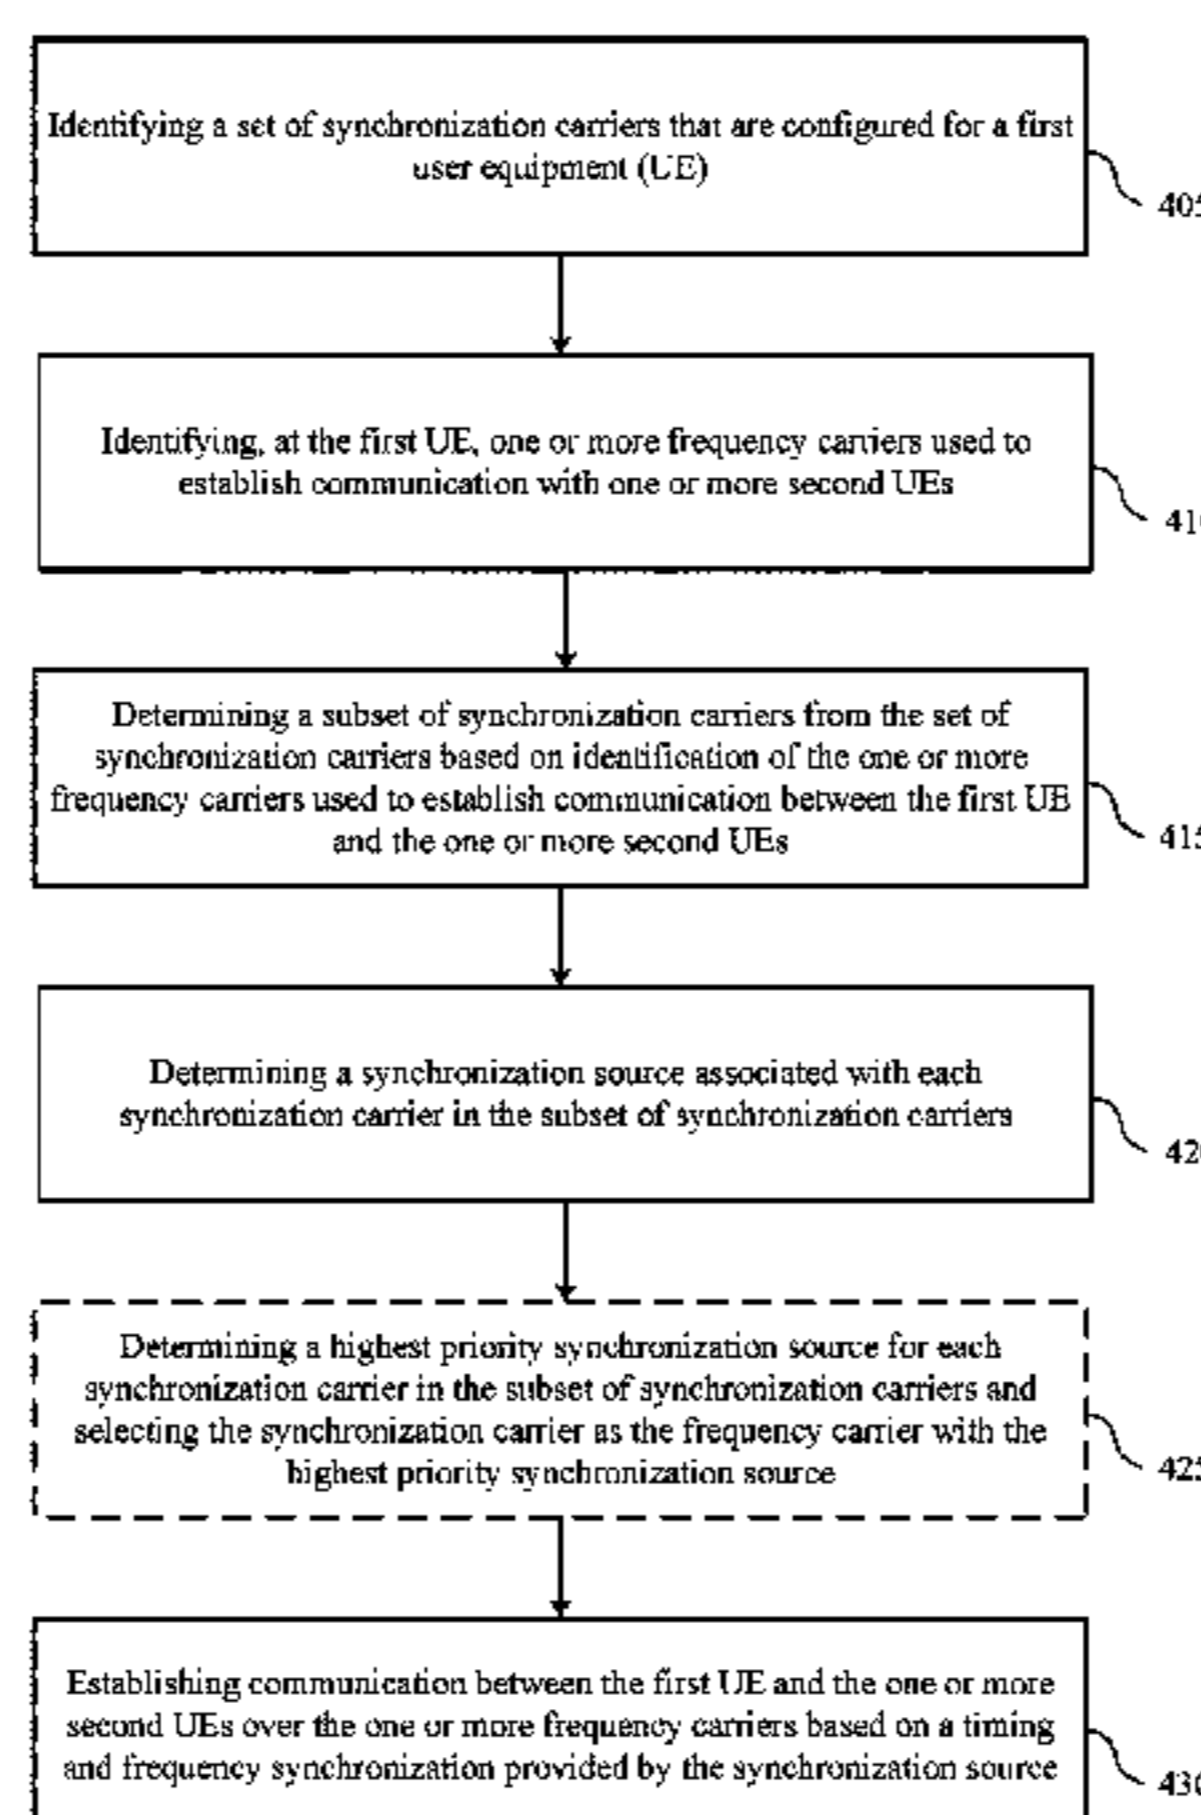 Identifying a set of synchronization carriers that are configured for a first
user equipment (UE)
405
Identifying, at the first UE, one or more frequency carriers used to
establish communication with one or more second UEs
410
Determining a subset of synchronization carriers from the set of
synchronization carriers based on identification of the one or more
frequency carriers used to establish communication between the first UE
and the one or more second UEs
415
Determining a synchronization source associated with each
synchronization carrier in the subset of synchronization carriers
420
Determining a highest priority synchronization source for each
synchronization carrier in the subset of synchronization carriers and
selecting the synchronization carrier as the frequency carrier with the
highest priority synchronization source
425
Establishing communication between the first UE and the one or more
second UEs over the one or more frequency carriers based on a timing
and frequency synchronization provided by the synchronization source
430